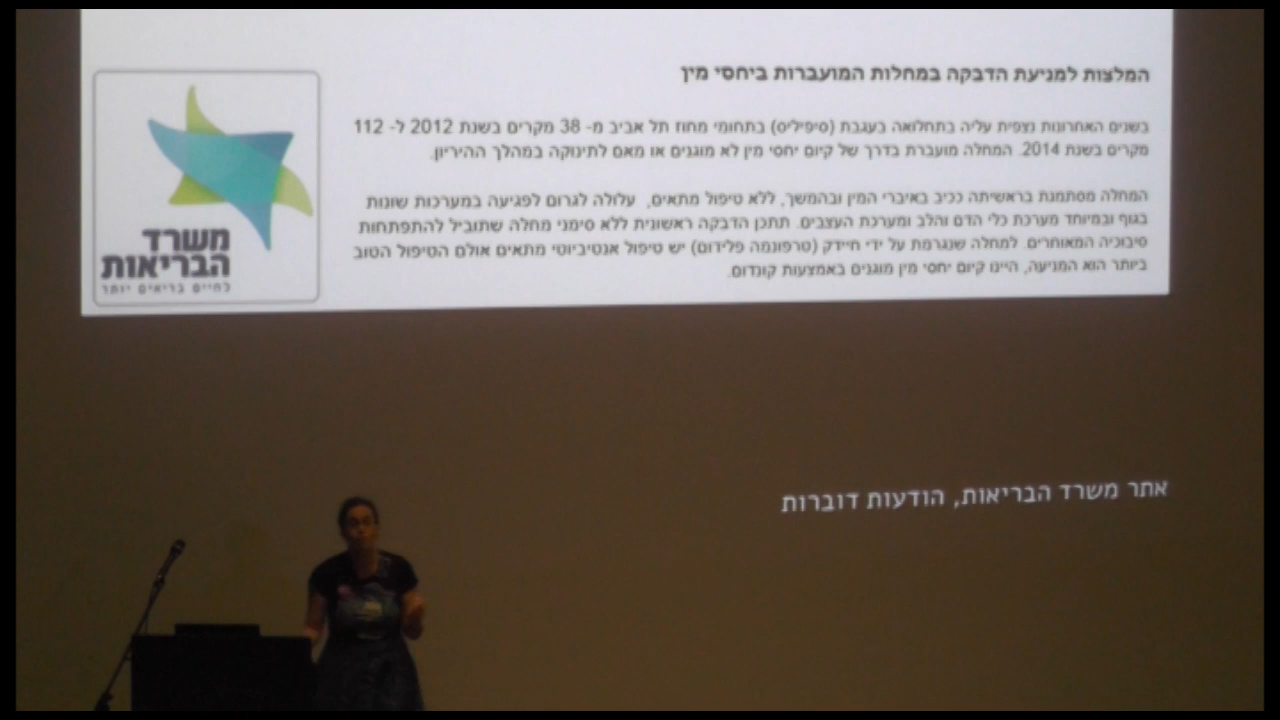 המלצות למניעת הדבקה במחלות המועברות ביחסי מין
בשנים האחרונות נצפית עליה בתחלואה בעגבת (סיפיליס) בתחומי מחוז תל אביב מ- 38 מקרים בשנת 2012 ל- 112
מקרים בשנת 2014. המחלה מועברת בדרך של קיום יחסי מין לא מוגנים או מאם לתינוקה במהלך ההיריון.
המחלה מסתמנת בראשיתה ככיב באיברי המין ובהמשך, ללא טיפול מתאים, עלולה לגרום לפגיעה במערכות שונות
בגוף ובמיוחד מערכת כלי הדם והלב ומערכת העצבים. תתכן הדבקה ראשונית ללא סימני מחלה שתוביל להתפתחות
סיבוכיה המאוחרים. למחלה שנגרמת על ידי חיידק (טרפונמה פלידום) יש טיפול אנטיביוטי מתאים אולם הטיפול הטוב
ביותר הוא המניעה, היינו קיום יחסי מין מוגנים באמצעות קונדום.
משרד
הבריאות
לחיים בריאים יותר
אתר משרד הבריאות, הודעות דוברות